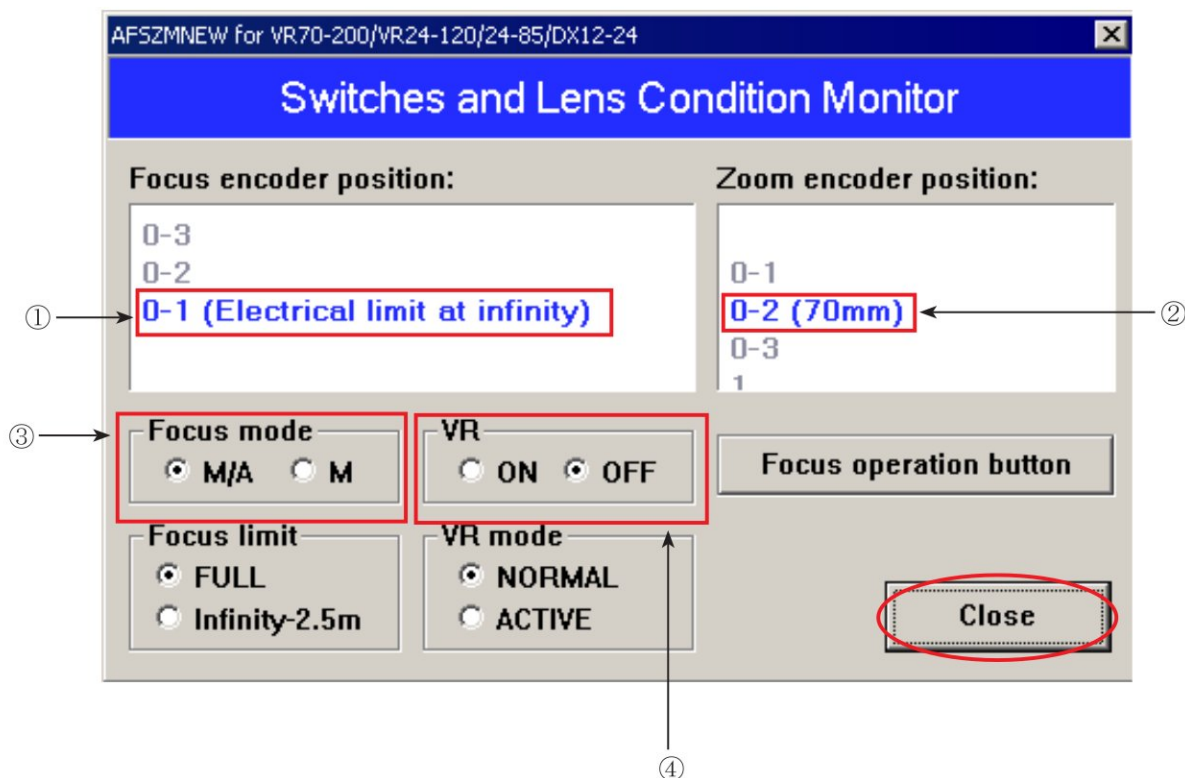 AFSZMNEW for VR70-200/VR24-120/24-85/DX12-24
Switches and Lens Condition Monitor
Focus encoder position:
0-3
0-2
0-1 (Electrical limit at infinity)
①
Zoom encoder position:
0-1
0-2 (70mm)
0-3
1
②
③
Focus mode
M/A M
VR
ON OFF
Focus operation button
Focus limit
FULL
Infinity-2.5m
VR mode
NORMAL
ACTIVE
Close
④